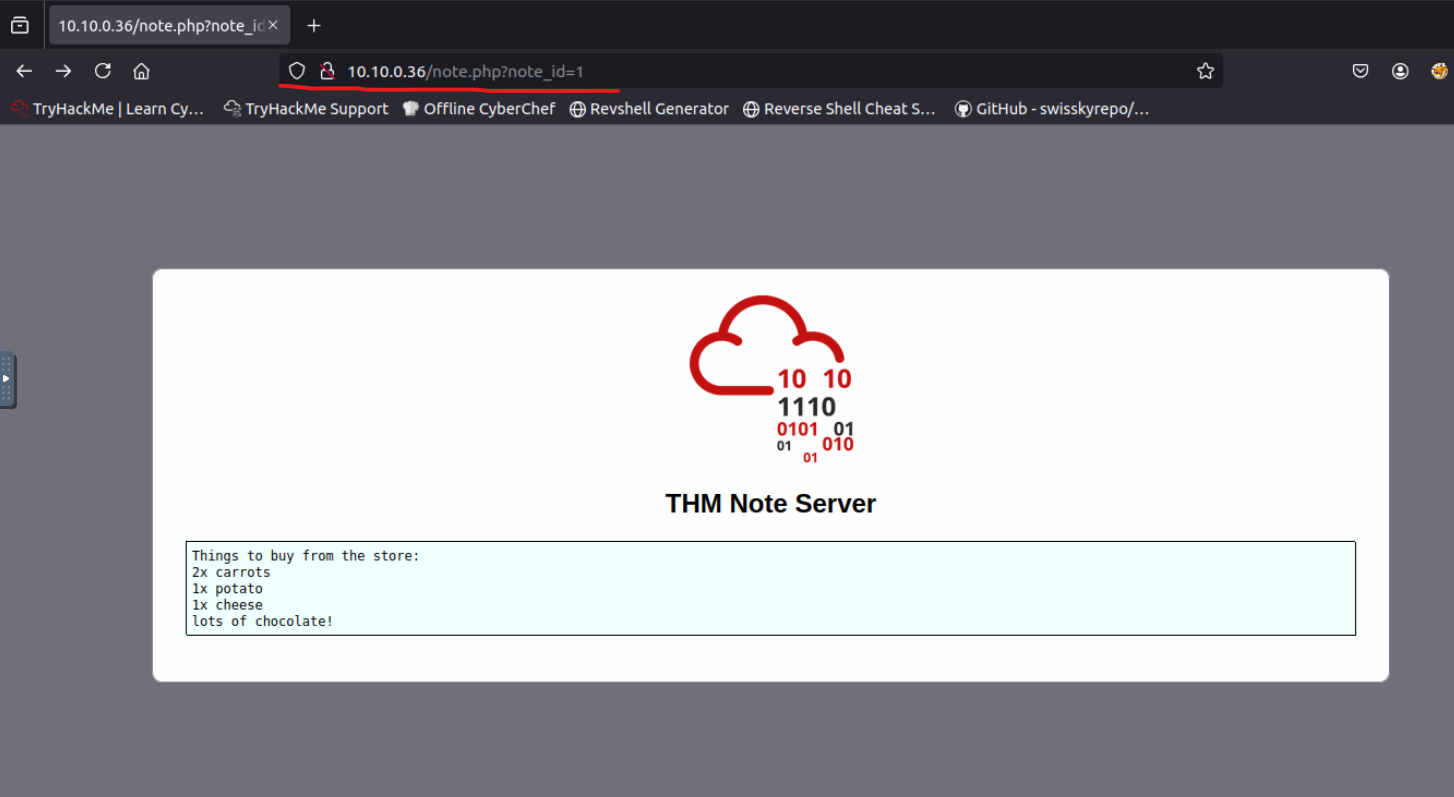 10.10.0.36/note.php?note_id
10.10.0.36/note.php?note_id=1
TryHackMe | Learn Cy... TryHackMe Support Offline CyberChef Revshell Generator Reverse Shell Cheat S... GitHub - swisskyrepo/...
10 10
1110
0101 01
01 010
01
THM Note Server
Things to buy from the store:
2x carrots
1x potato
1x cheese
lots of chocolate!